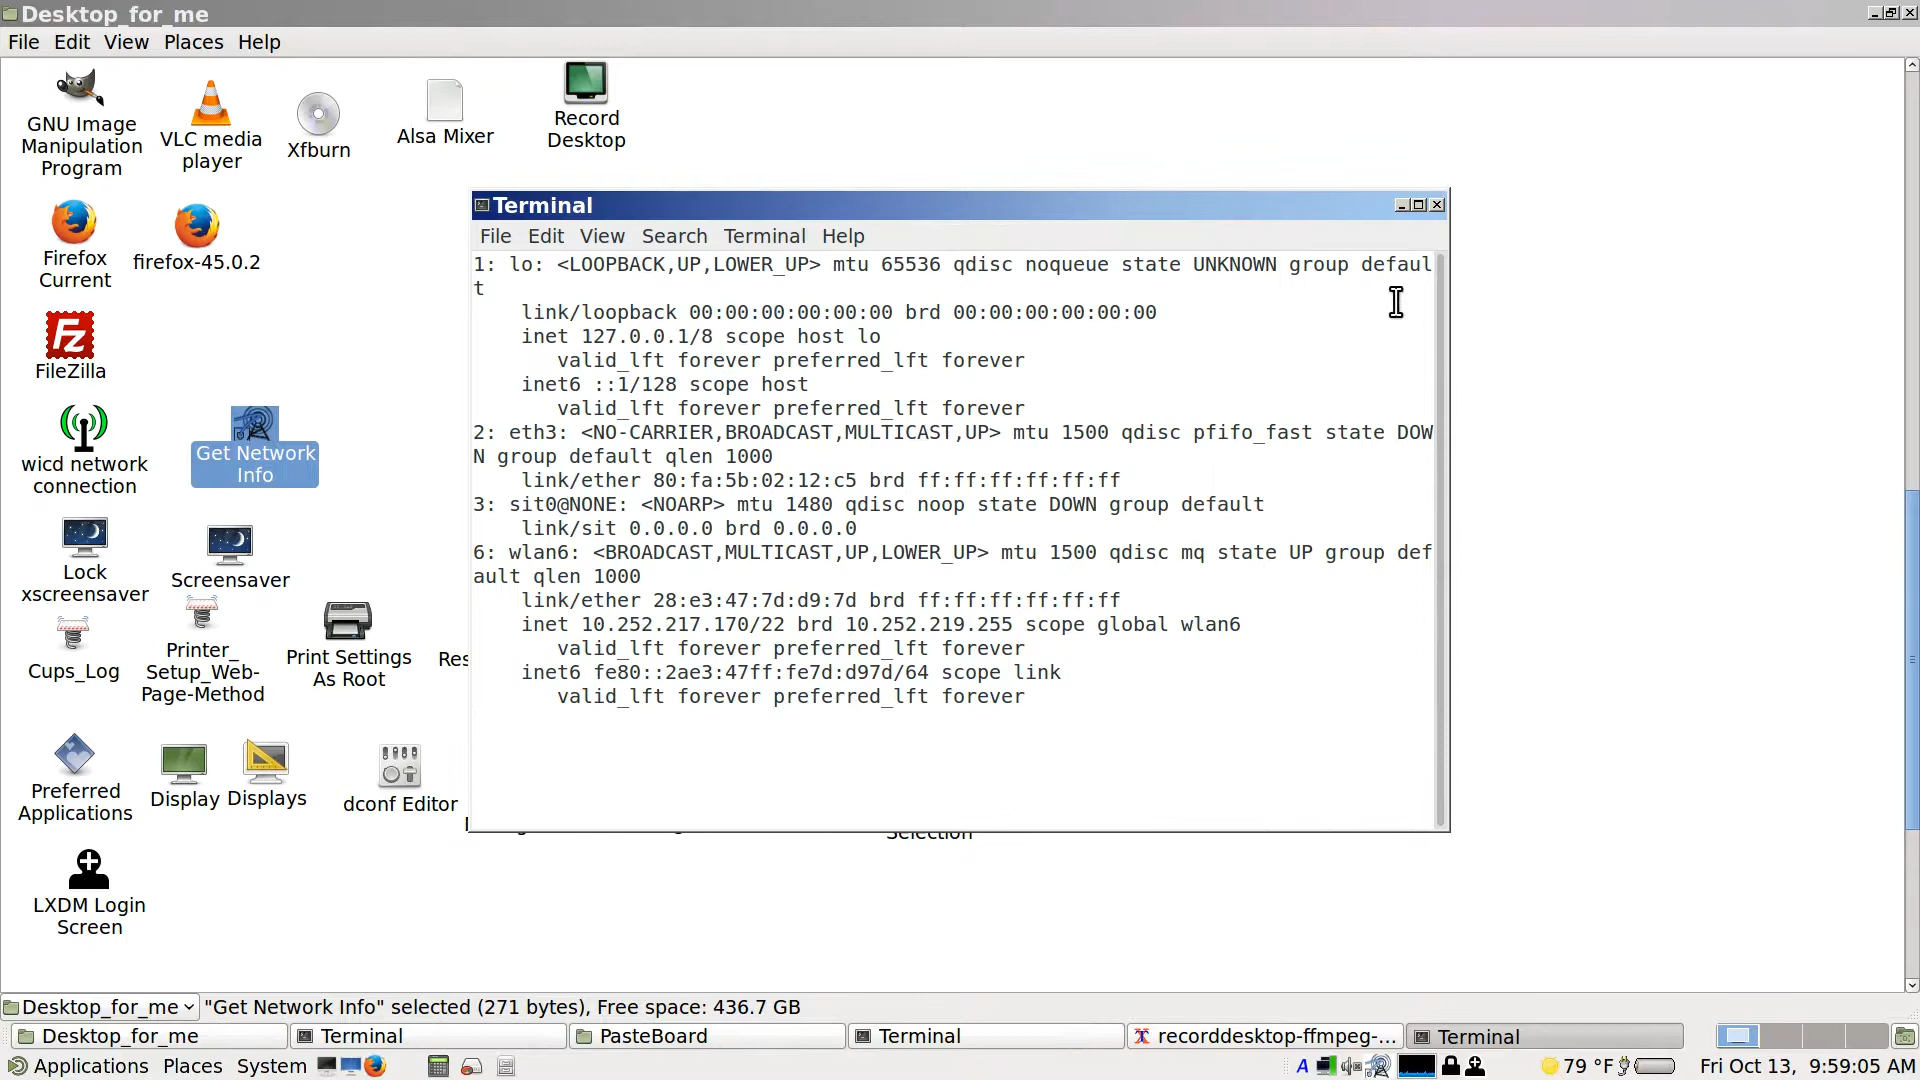 Desktop_for_me
File Edit View Places Help
GNU Image
Manipulation
Program
VLC media
player
Xfburn
Alsa Mixer
Record
Desktop
Firefox
Current
firefox-45.0.2
FileZilla
wicd network
connection
Get Network
Info
Lock
xscreensaver
Screensaver
Cups_Log
Printer_
Setup_Web-
Page-Method
Print Settings
As Root
Res
Preferred
Applications
Display
Displays
dconf Editor
Selection
LXDM Login
Screen
Terminal
File Edit View Search Terminal Help
1: lo: <LOOPBACK,UP,LOWER_UP> mtu 65536 qdisc noqueue state UNKNOWN group defaul
t
link/loopback 00:00:00:00:00:00 brd 00:00:00:00:00:00
inet 127.0.0.1/8 scope host lo
valid_lft forever preferred_lft forever
inet6 ::1/128 scope host
valid_lft forever preferred_lft forever
2: eth3: <NO-CARRIER,BROADCAST,MULTICAST,UP> mtu 1500 qdisc pfifo_fast state DOW
N group default qlen 1000
link/ether 80:fa:5b:02:12:c5 brd ff:ff:ff:ff:ff:ff
3: sit0@NONE: <NOARP> mtu 1480 qdisc noop state DOWN group default
link/sit 0.0.0.0 brd 0.0.0.0
6: wlan6: <BROADCAST,MULTICAST,UP,LOWER_UP> mtu 1500 qdisc mq state UP group def
ault qlen 1000
link/ether 28:e3:47:7d:d9:7d brd ff:ff:ff:ff:ff:ff
inet 10.252.217.170/22 brd 10.252.219.255 scope global wlan6
valid_lft forever preferred_lft forever
inet6 fe80::2ae3:47ff:fe7d:d97d/64 scope link
valid_lft forever preferred_lft forever
Desktop_for_me "Get Network Info" selected (271 bytes), Free space: 436.7 GB
Desktop_for_me Terminal PasteBoard Terminal recorddesktop-ffmpeg-... Terminal
Applications Places System A 79 °F Fri Oct 13, 9:59:05 AM